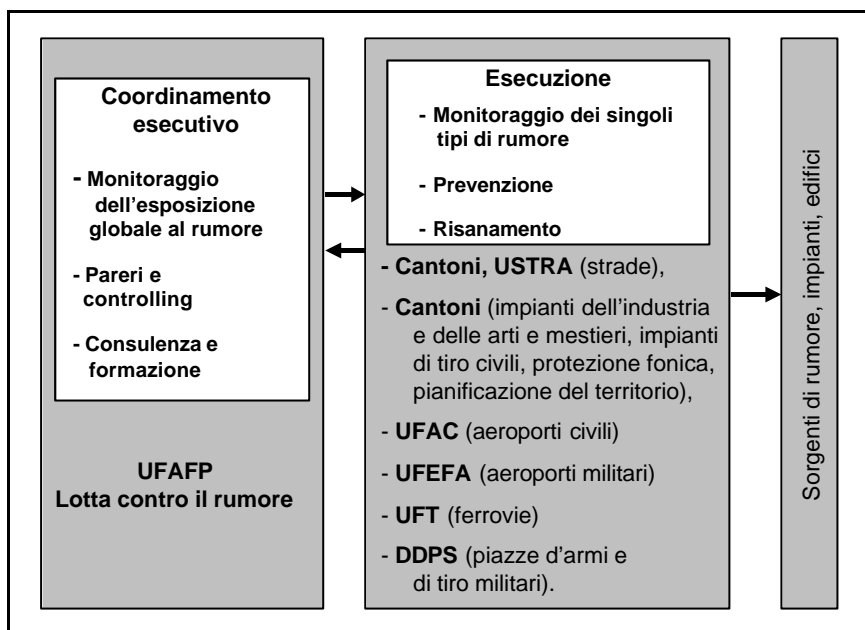 Coordinamento
esecutivo
- Monitoraggio
dell'esposizione
globale al rumore
- Pareri e
controlling
- Consulenza e
formazione
UFAFP
Lotta contro il rumore
Esecuzione
- Monitoraggio dei singoli
tipi di rumore
- Prevenzione
- Risanamento
- Cantoni, USTRA (strade),
- Cantoni (impianti dell'industria
e delle arti e mestieri, impianti
di tiro civili, protezione fonica,
pianificazione del territorio),
- UFAC (aeroporti civili)
- UFEFA (aeroporti militari)
- UFT (ferrovie)
- DDPS (piazze d'armi e
di tiro militari).
Sorgenti di rumore, impianti, edifici